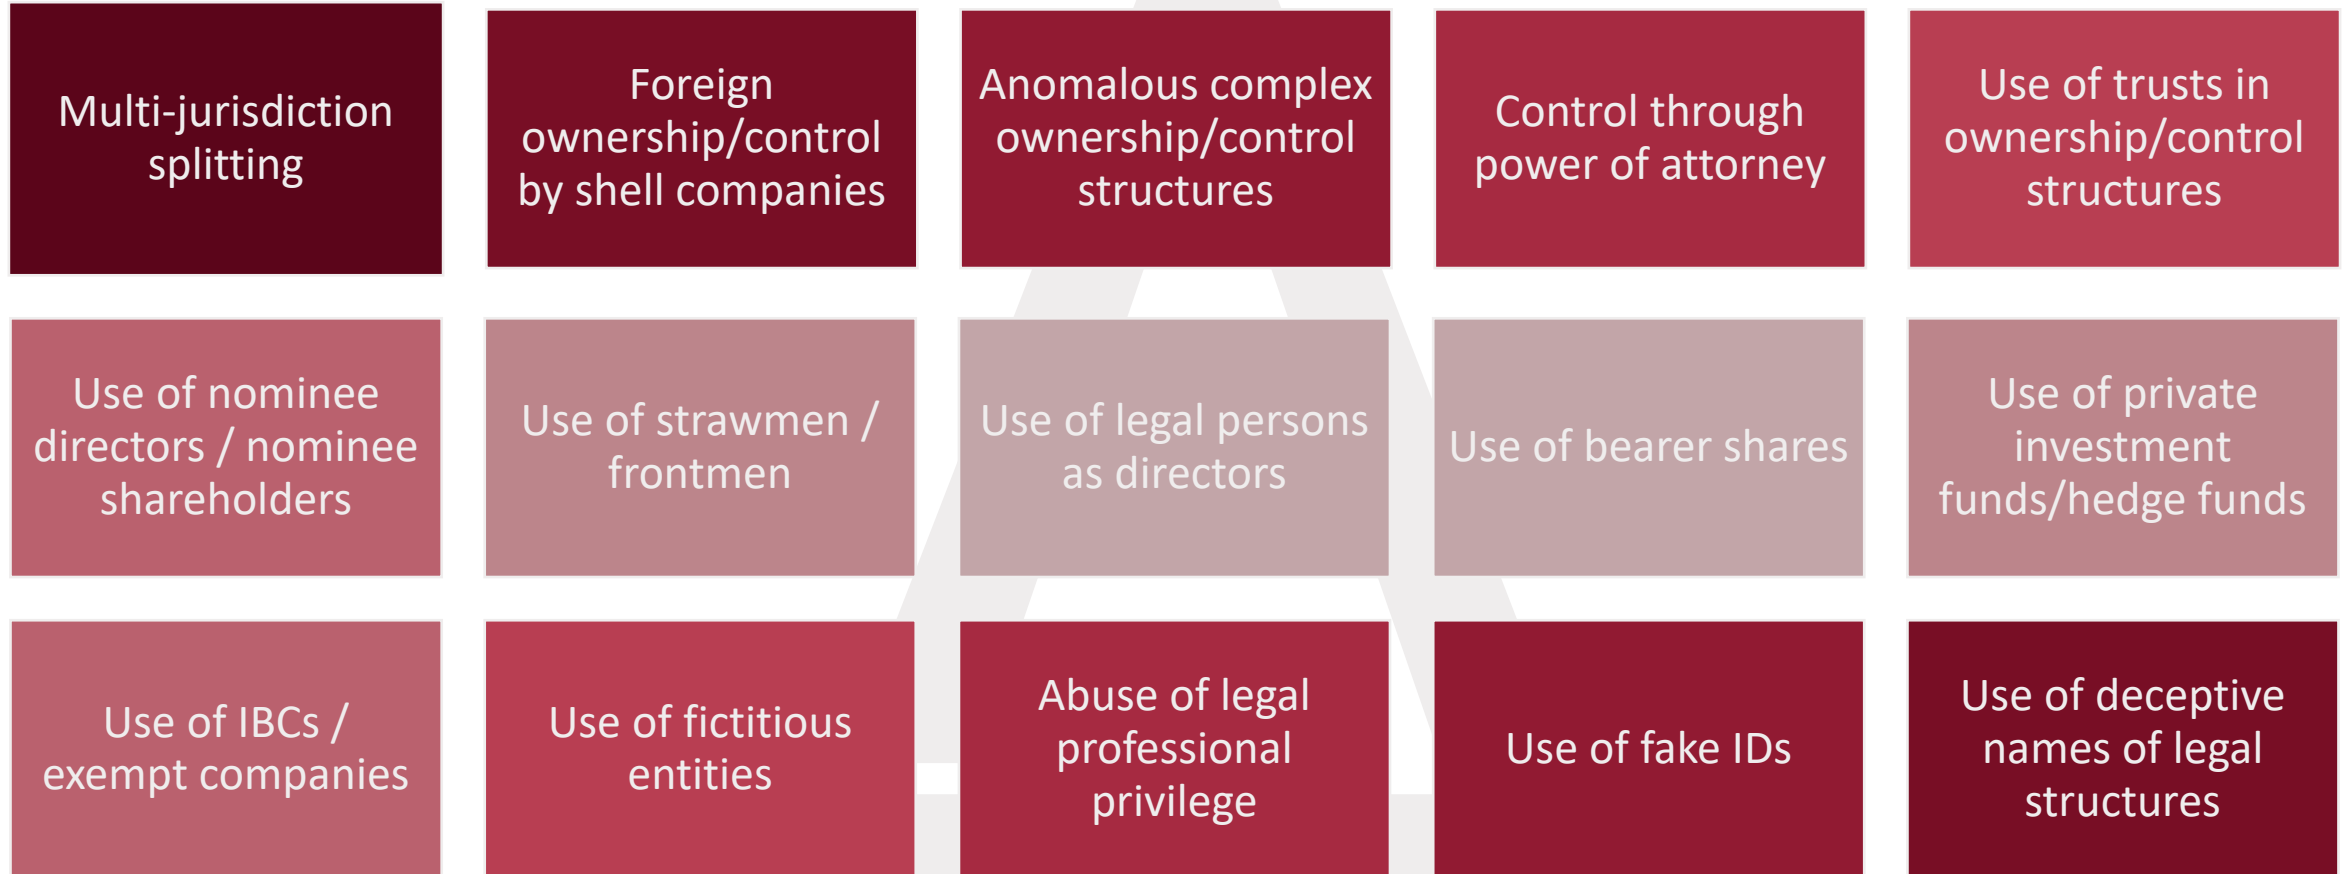 Multi-jurisdiction
splitting
Foreign
ownership/control
by shell companies
Anomalous complex
ownership/control
structures
Control through
power of attorney
Use of trusts in
ownership/control
structures
Use of nominee
directors / nominee
shareholders
Use of strawmen /
frontmen
Use of legal persons
as directors
Use of bearer shares
Use of private
investment
funds/hedge funds
Use of IBCs /
exempt companies
Use of fictitious
entities
Abuse of legal
professional
privilege
Use of fake IDs
Use of deceptive
names of legal
structures